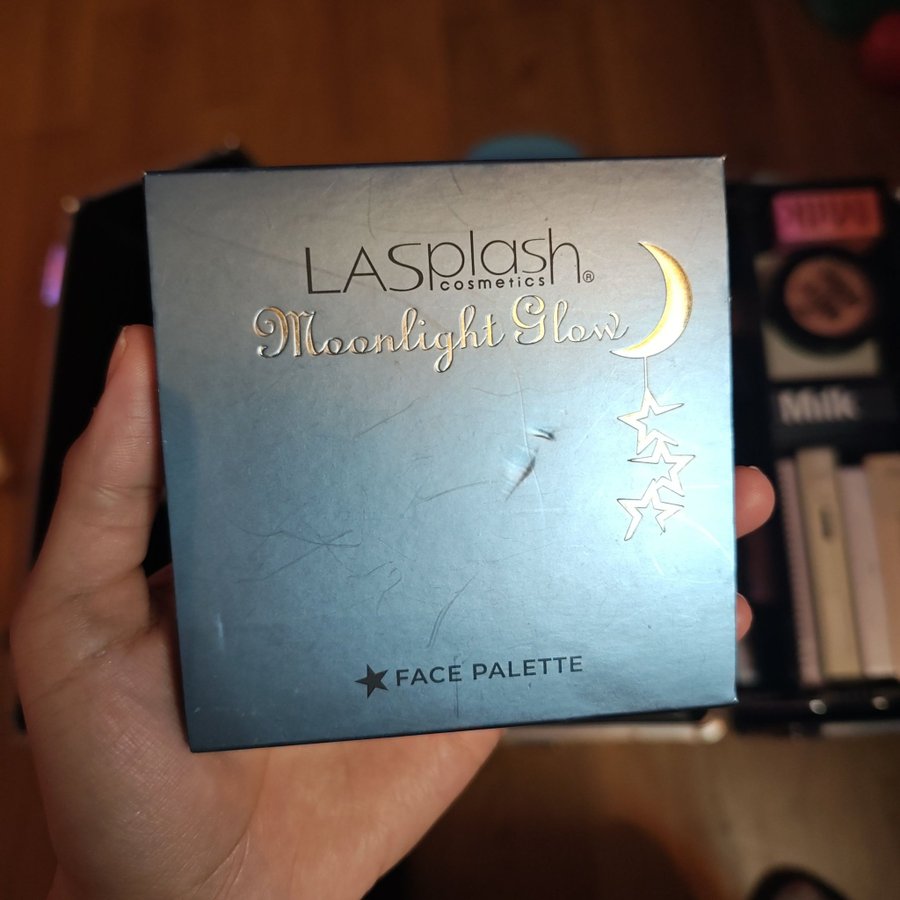 LASplash®
cosmetics
Moonlight Glow
FACE PALETTE
Milk